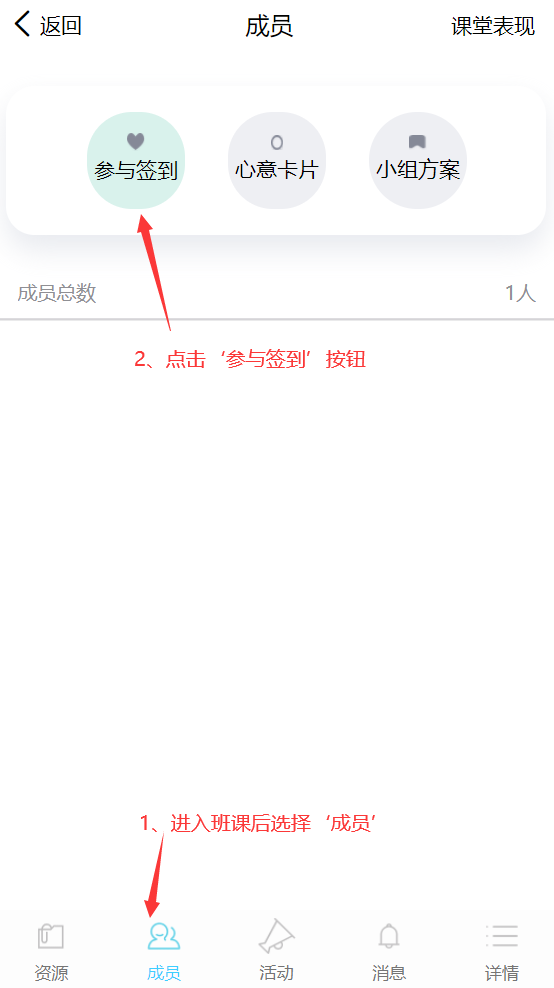 返回 成员 课堂表现
参与签到 心意卡片 小组方案
成员总数 1人
2、点击‘参与签到’按钮
1、进入班课后选择‘成员’
资源 成员 活动 消息 详情